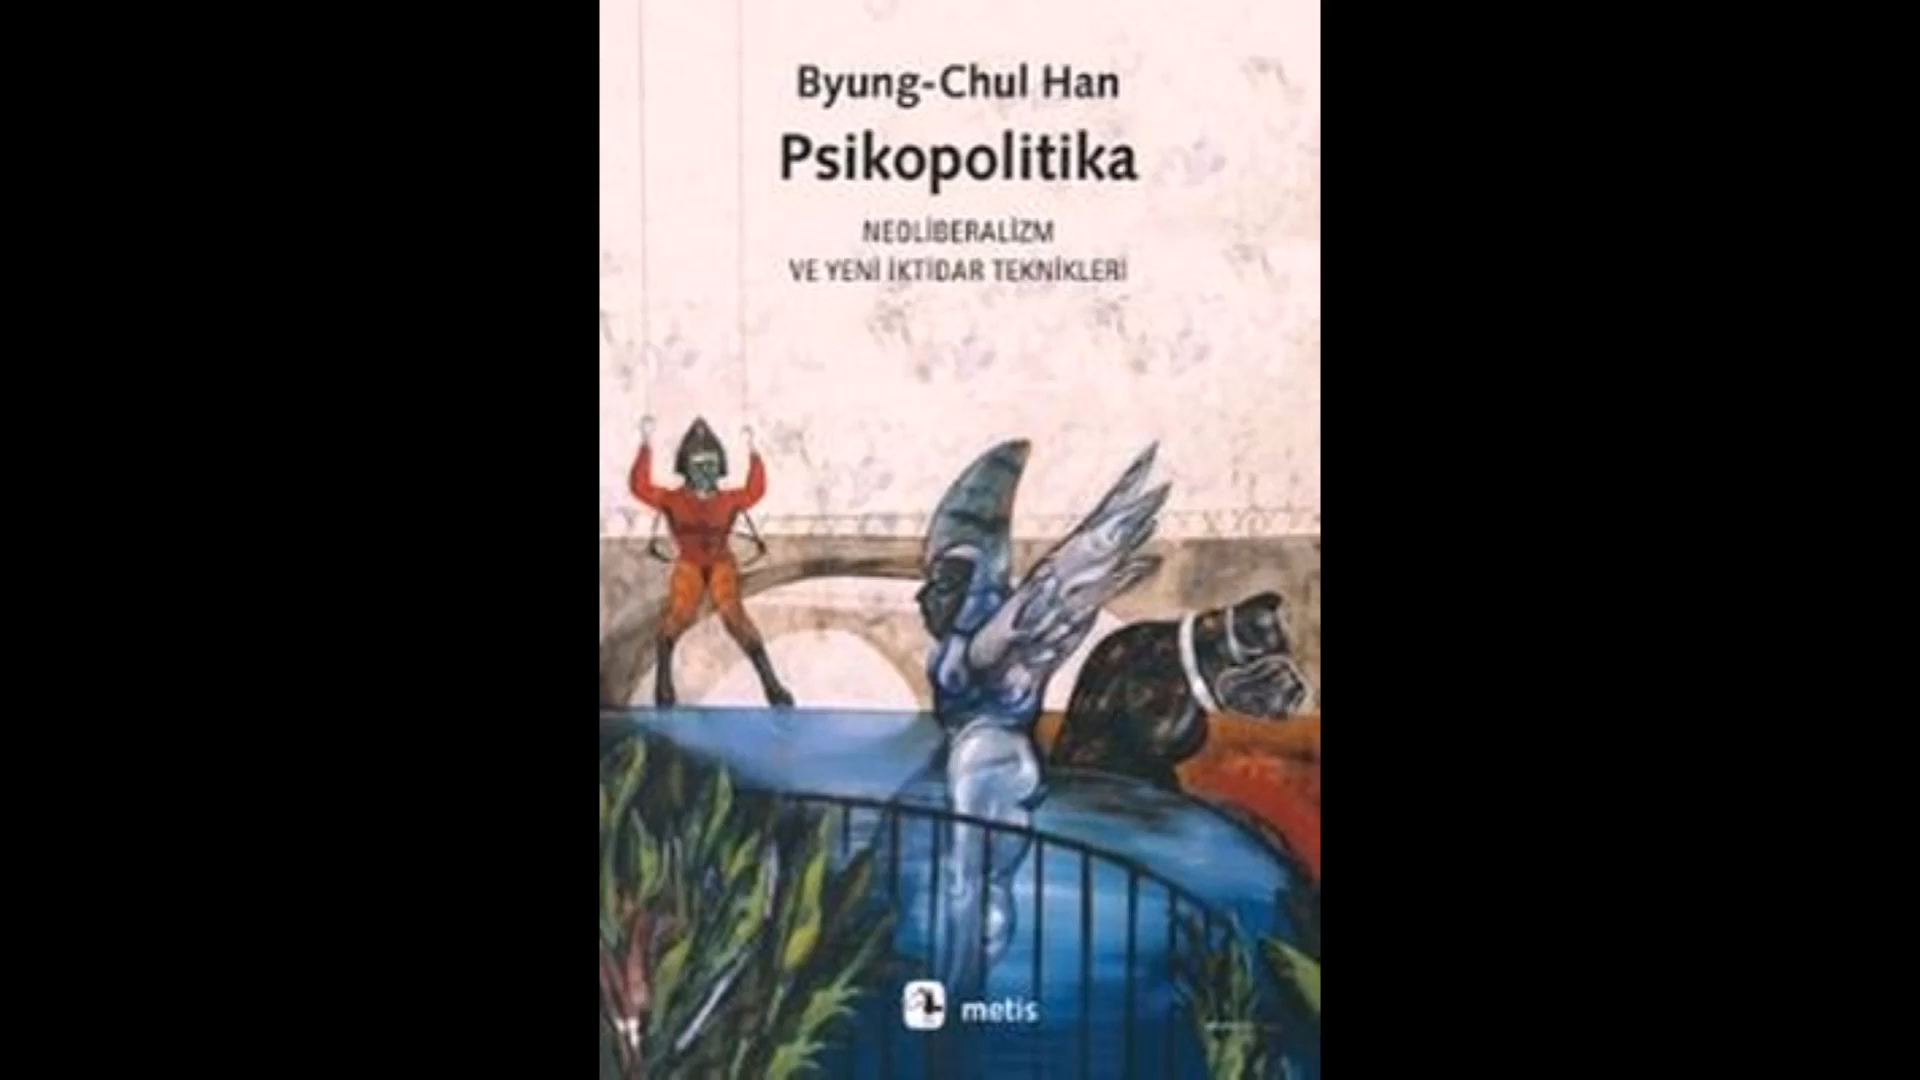 Byung-Chul Han
Psikopolitika
NEOLİBERALİZM
VE YENİ İKTİDAR TEKNİKLERİ
metis